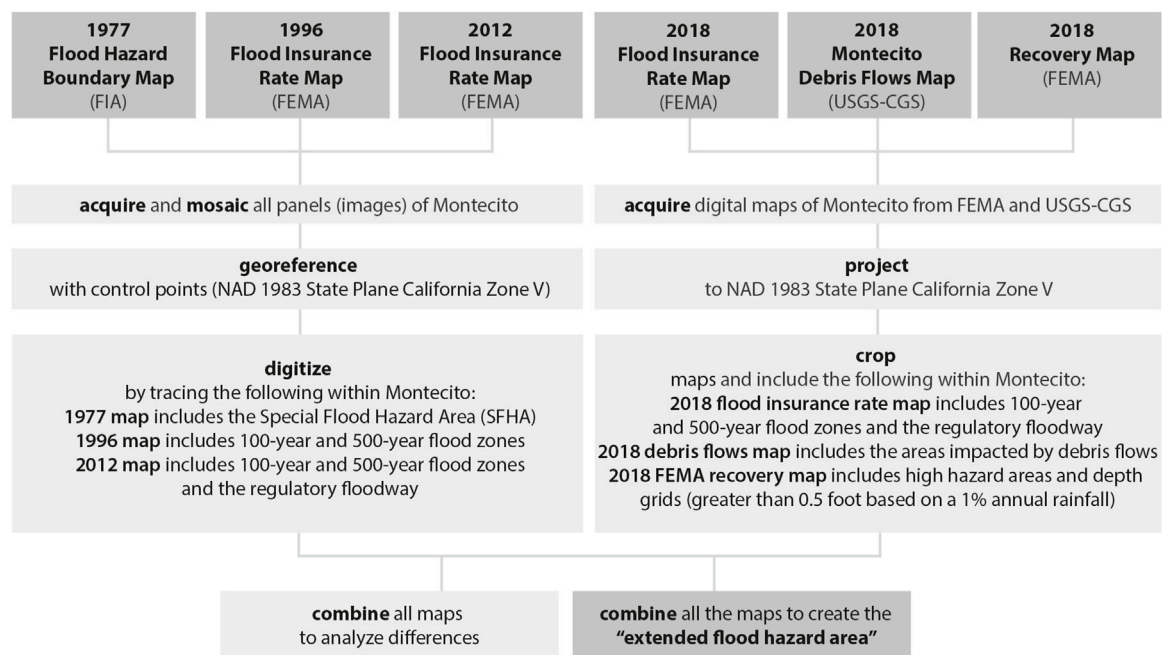 1977
Flood Hazard
Boundary Map
(FIA)
1996
Flood Insurance
Rate Map
(FEMA)
2012
Flood Insurance
Rate Map
(FEMA)
2018
Flood Insurance
Rate Map
(FEMA)
2018
Montecito
Debris Flows Map
(USGS-CGS)
2018
Recovery Map
(FEMA)
acquire and mosaic all panels (images) of Montecito
georeference
with control points (NAD 1983 State Plane California Zone V)
digitize
by tracing the following within Montecito:
1977 map includes the Special Flood Hazard Area (SFHA)
1996 map includes 100-year and 500-year flood zones
2012 map includes 100-year and 500-year flood zones
and the regulatory floodway
acquire digital maps of Montecito from FEMA and USGS-CGS
project
to NAD 1983 State Plane California Zone V
crop
maps and include the following within Montecito:
2018 flood insurance rate map includes 100-year
and 500-year flood zones and the regulatory floodway
2018 debris flows map includes the areas impacted by debris flows
2018 FEMA recovery map includes high hazard areas and depth
grids (greater than 0.5 foot based on a 1% annual rainfall)
combine all maps
to analyze differences
combine all the maps to create the
“extended flood hazard area”